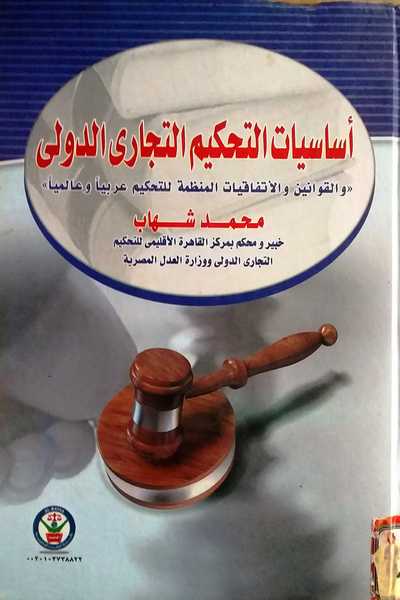 أساسيات التحكيم التجارى الدولى
«والقوانين والاتفاقيات المنظمة للتحكيم عربياً وعالمياً»
محمد شهاب
خبير ومحكم بمركز القاهرة الأقليمى للتحكيم
التجارى الدولى ووزارة العدل المصرية